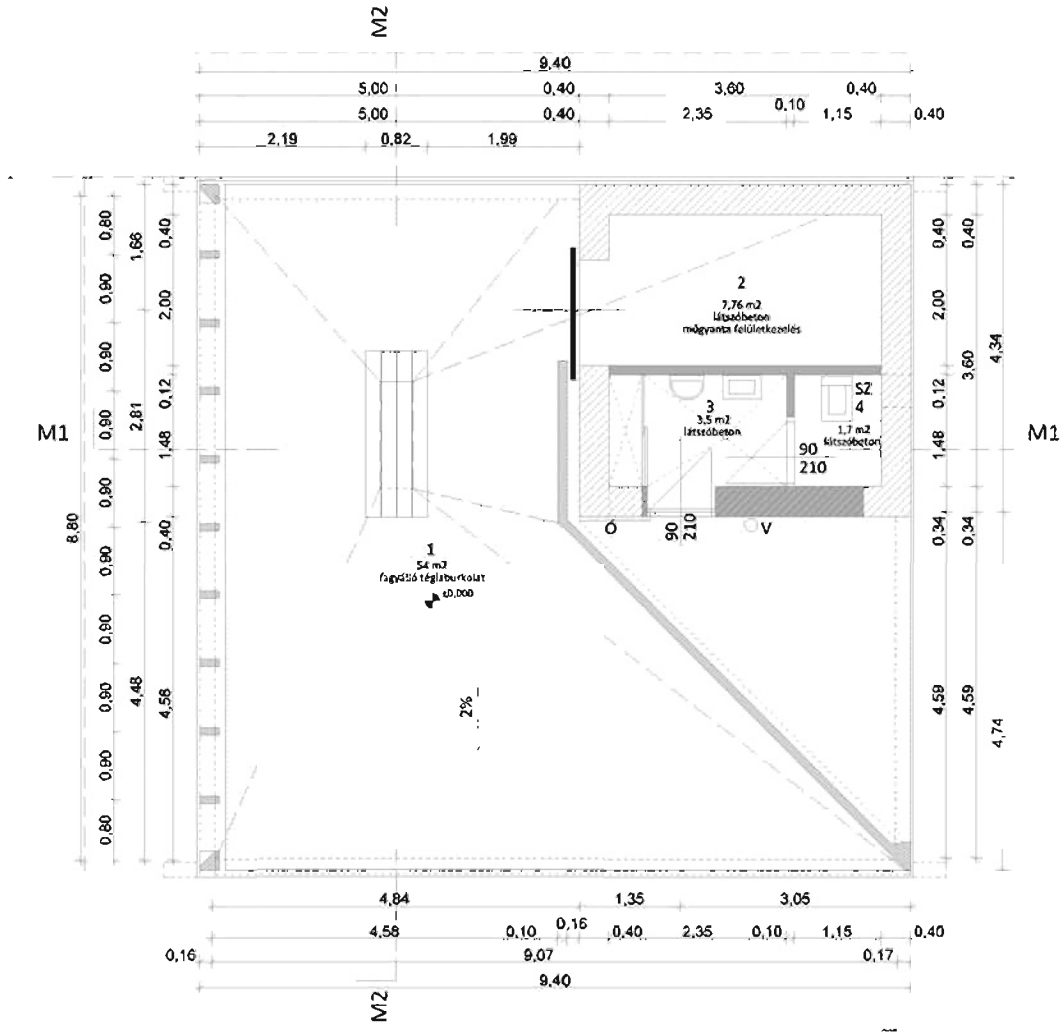 M2
9,40
5,00 0,40 3,60 0,40
5,00 0,40 2,35 0,10 1,15 0,40
2,19 0,82 1,99
0,80
0,90
0,90
0,90
0,90
0,90
0,90
0,90
0,90
0,80
8,80
1,66
2,81
4,48
0,40
2,00
0,12
1,48
0,40
4,58
M1
2
7,76 m2
látszóbeton
műgyanta felületkezelés
3
3,5 m2
látszóbeton
SZ
4
1,7 m2
látszóbeton
90
210
90
210
Ó
V
1
54 m2
fagyálló téglaburkolat
±0,000
2%
0,40
2,00
0,12
1,48
0,34
4,59
0,40
3,60
0,34
4,59
4,34
4,74
M1
4,84 1,35 3,05
4,58 0,10 0,16 0,40 2,35 0,10 1,15 0,40
0,16 9,07 0,17
9,40
M2